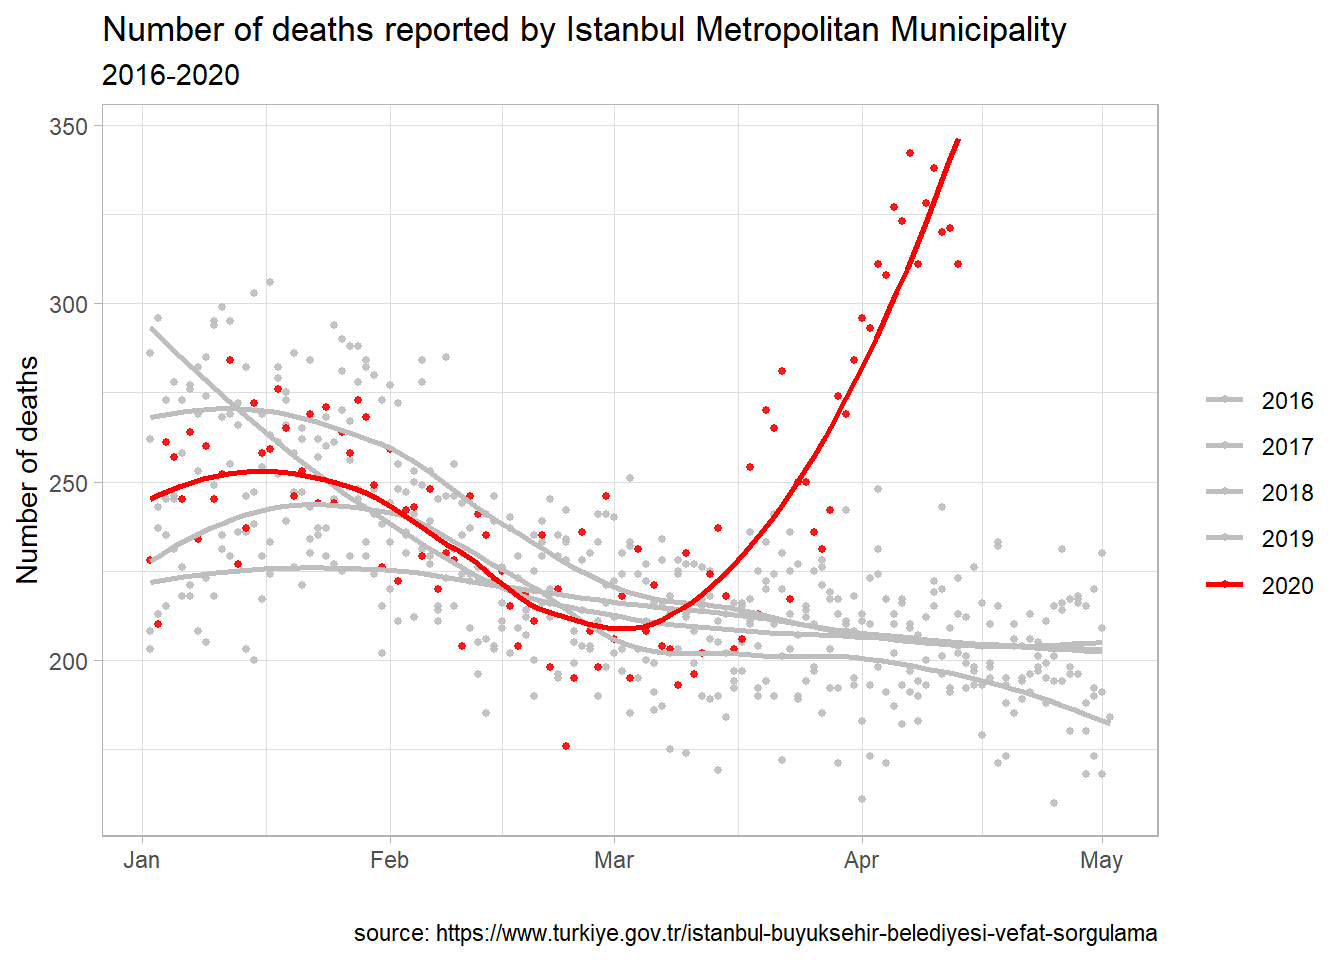 Number of deaths reported by Istanbul Metropolitan Municipality
2016-2020
Number of deaths
350
300
250
200
Jan Feb Mar Apr May
2016
2017
2018
2019
2020
source: https://www.turkiye.gov.tr/istanbul-buyuksehir-belediyesi-vefat-sorgulama